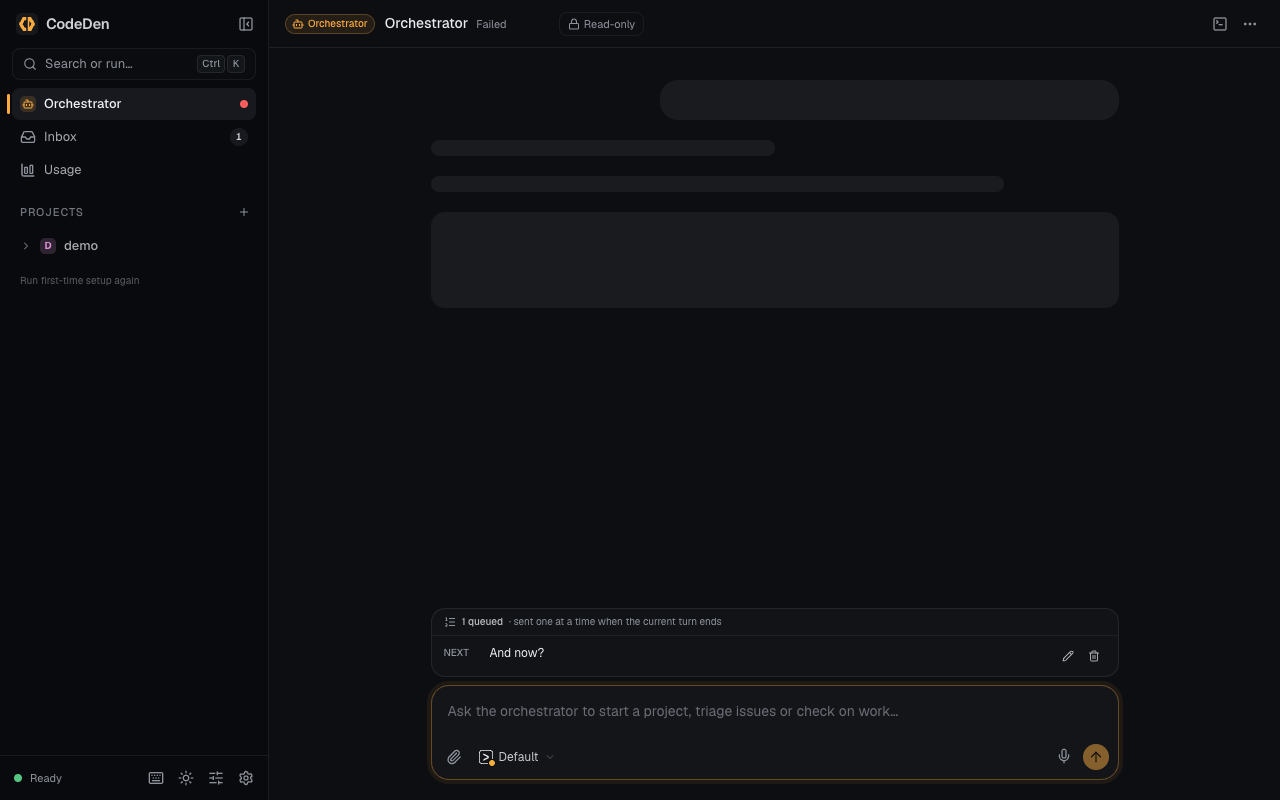 CodeDen
Search or run… Ctrl K
Orchestrator
Inbox 1
Usage
PROJECTS
D demo
Run first-time setup again
Ready
Orchestrator Orchestrator Failed Read-only
1 queued · sent one at a time when the current turn ends
NEXT And now?
Ask the orchestrator to start a project, triage issues or check on work…
Default